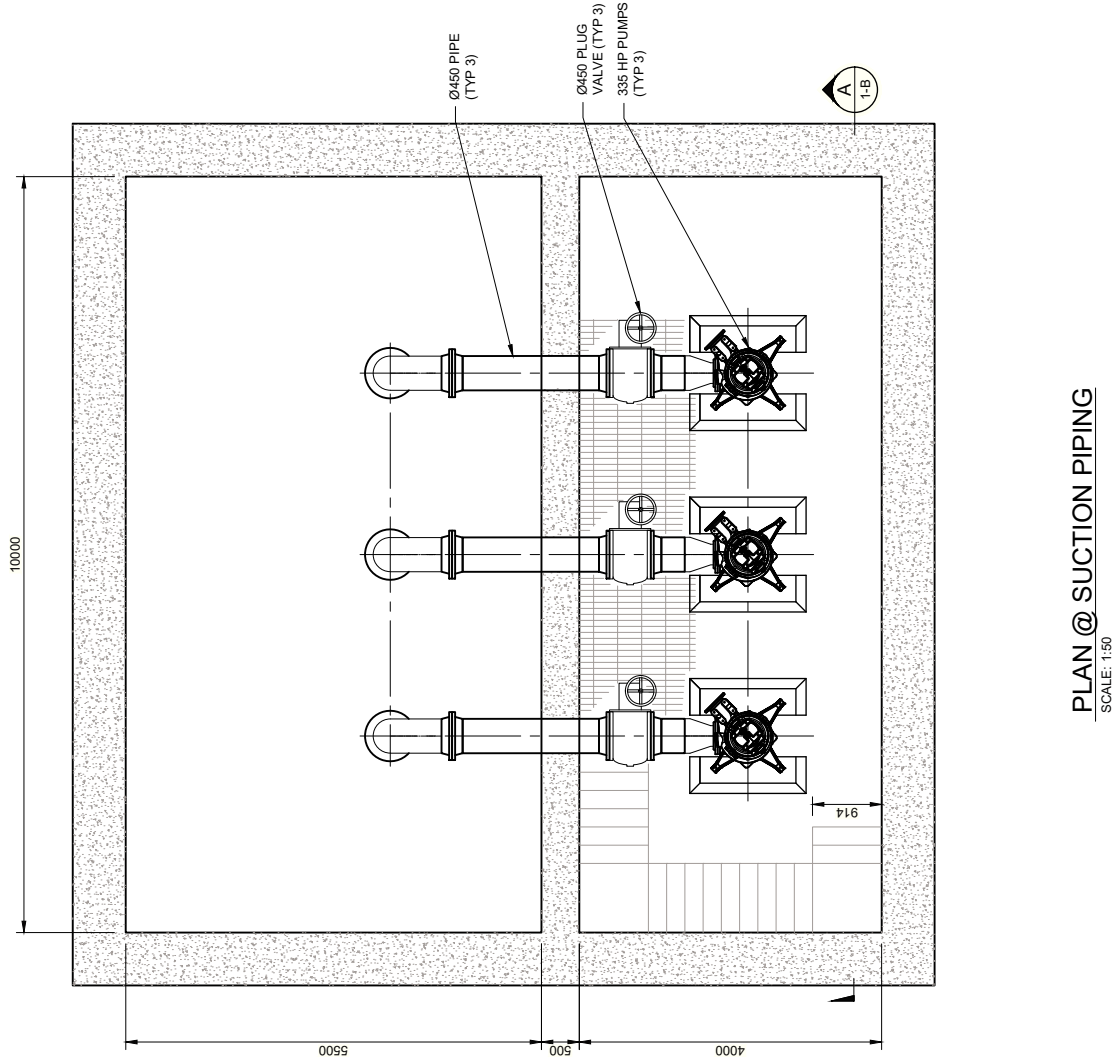 10000
Ø450 PIPE
(TYP 3)
Ø450 PLUG
VALVE (TYP 3)
335 HP PUMPS
(TYP 3)
A
1-B
914
5500
500
4000
PLAN @ SUCTION PIPING
SCALE: 1:50